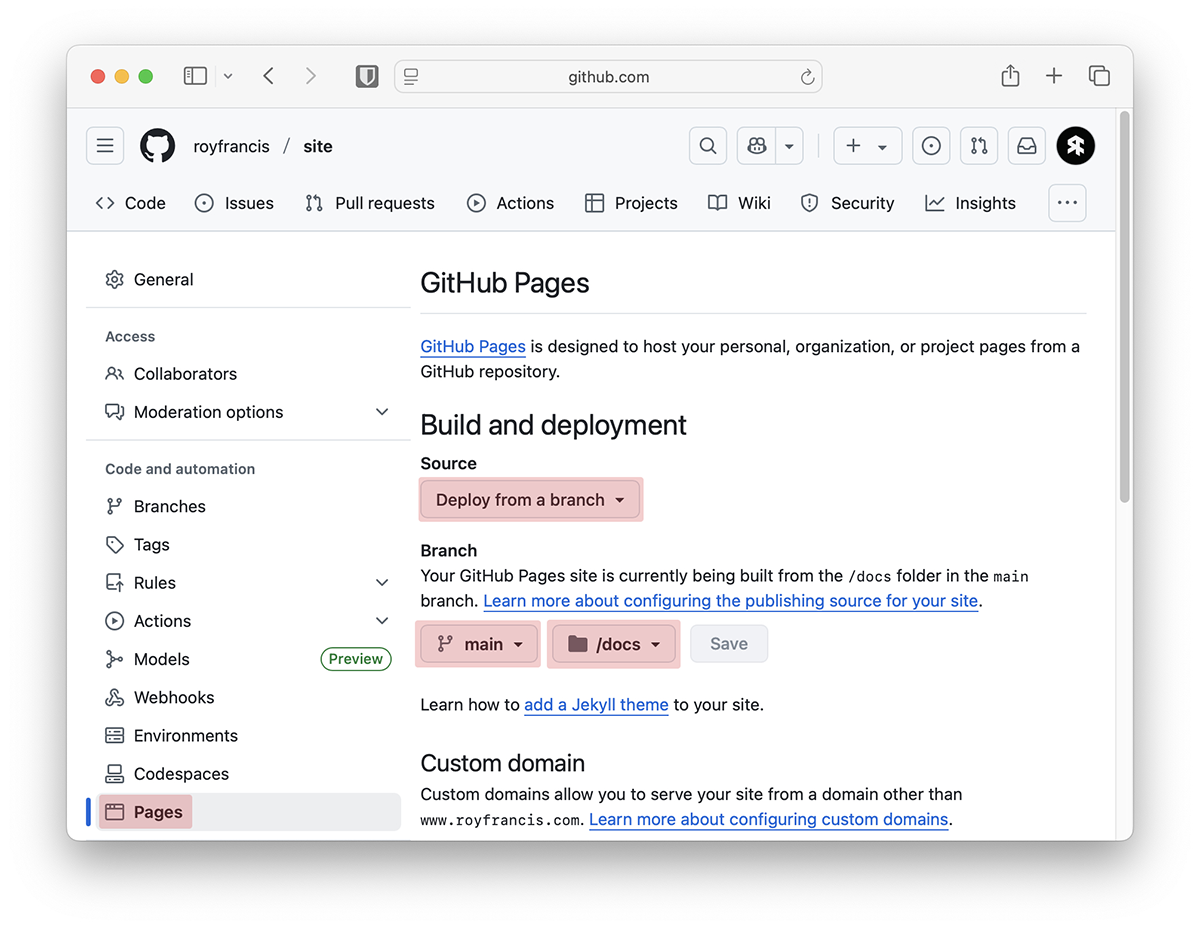 github.com
royfrancis / site
Code Issues Pull requests Actions Projects Wiki Security Insights
General
Access
Collaborators
Moderation options
Code and automation
Branches
Tags
Rules
Actions
Models Preview
Webhooks
Environments
Codespaces
Pages
GitHub Pages
GitHub Pages is designed to host your personal, organization, or project pages from a
GitHub repository.
Build and deployment
Source
Deploy from a branch
Branch
Your GitHub Pages site is currently being built from the /docs folder in the main
branch. Learn more about configuring the publishing source for your site.
main /docs Save
Learn how to add a Jekyll theme to your site.
Custom domain
Custom domains allow you to serve your site from a domain other than
www.royfrancis.com. Learn more about configuring custom domains.